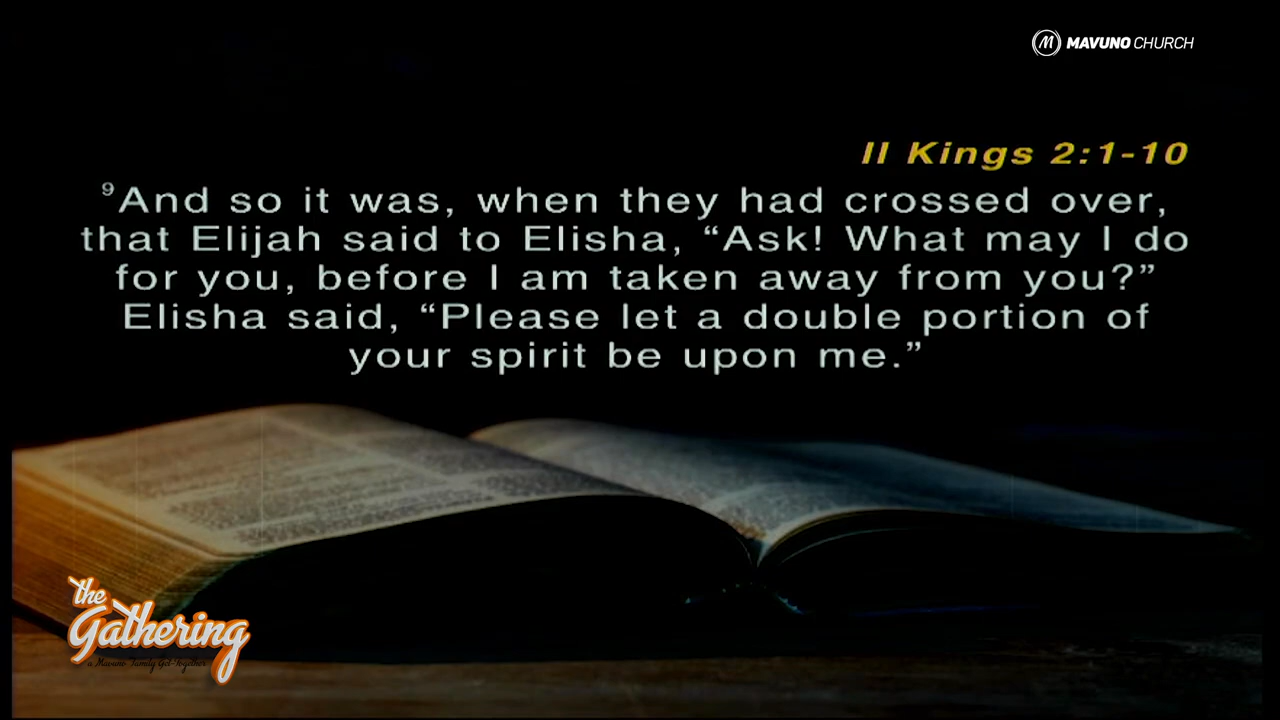 M MAVUNO CHURCH
II Kings 2:1-10
⁹And so it was, when they had crossed over,
that Elijah said to Elisha, “Ask! What may I do
for you, before I am taken away from you?”
Elisha said, “Please let a double portion of
your spirit be upon me.”
the
Gathering
a Mavuno Family Get-Together